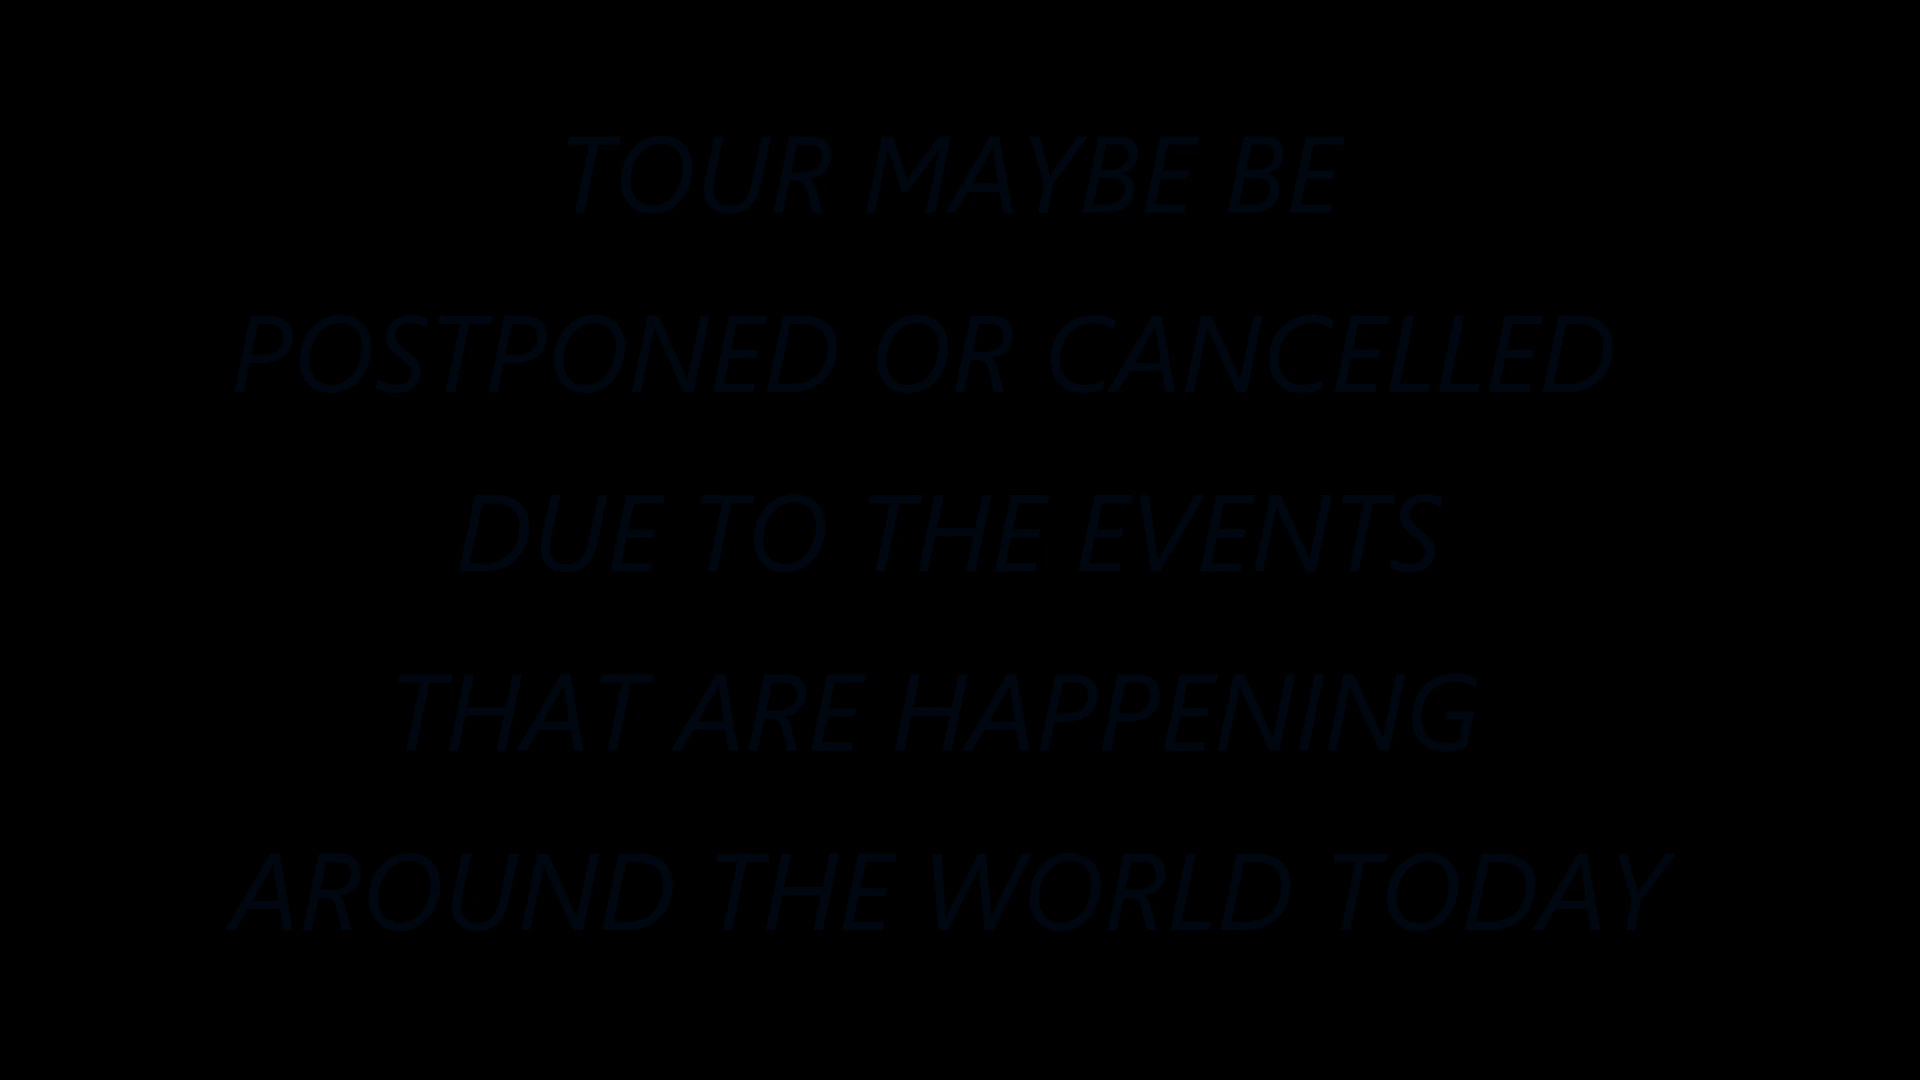 TOUR MAYBE BE
POSTPONED OR CANCELLED
DUE TO THE EVENTS
THAT ARE HAPPENING
AROUND THE WORLD TODAY